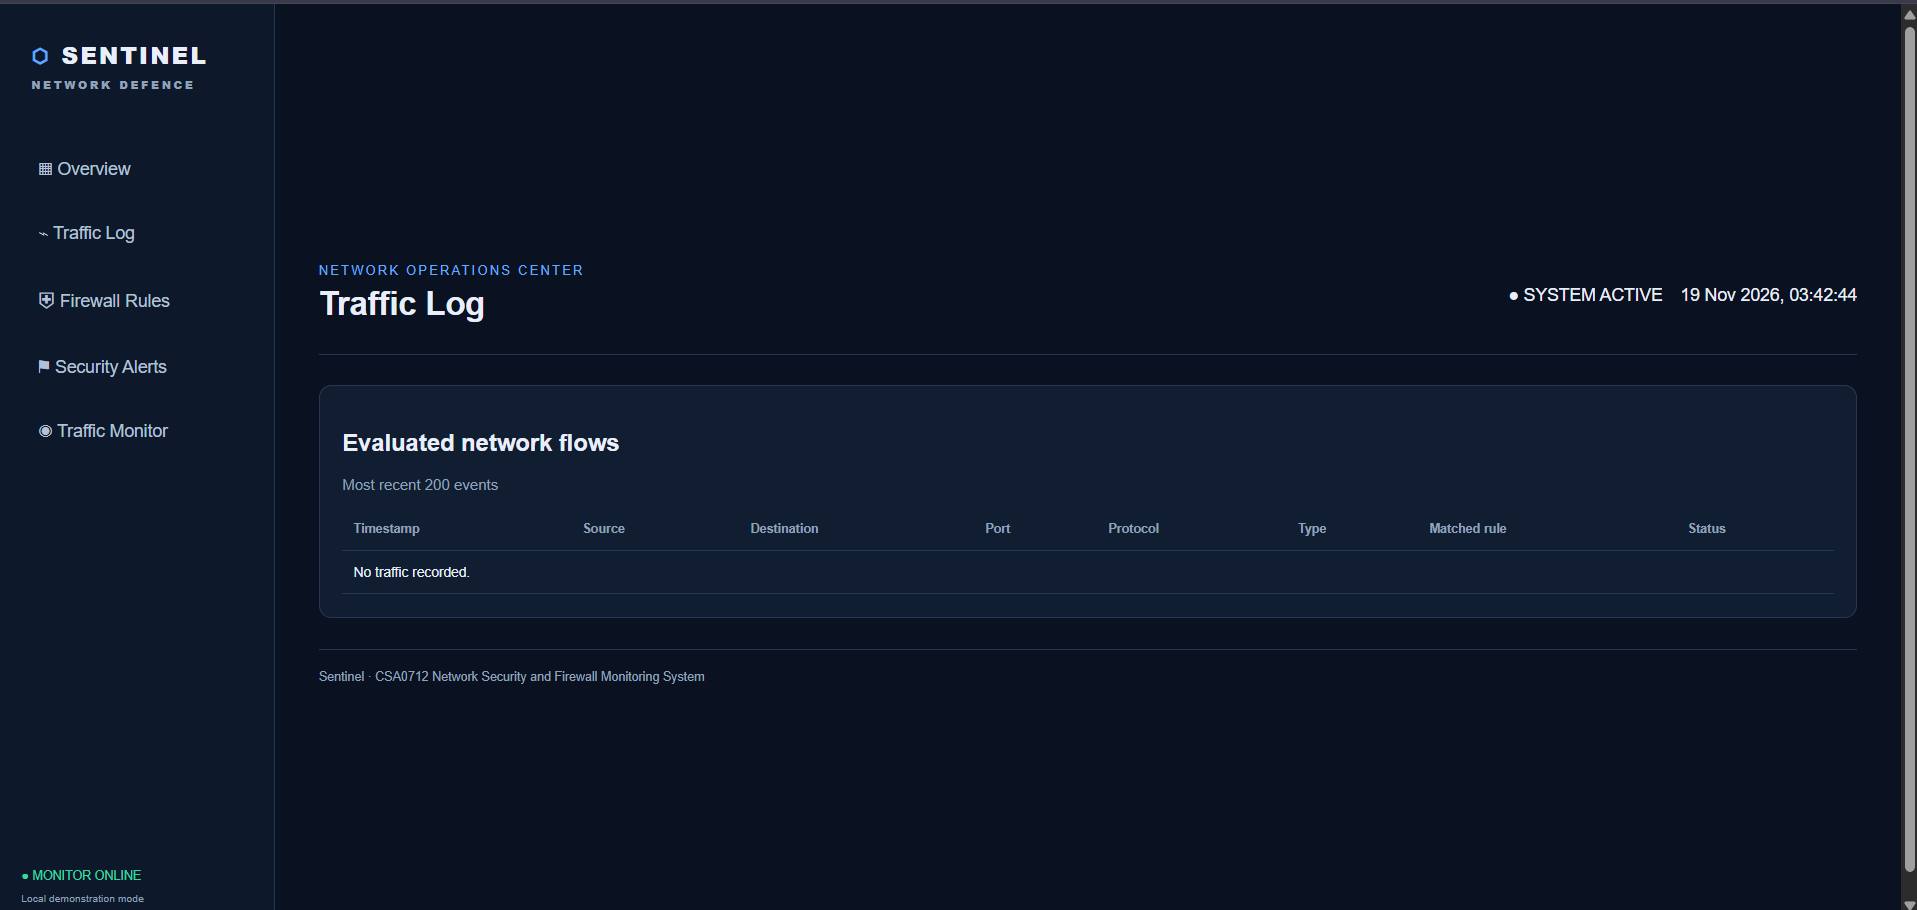 SENTINEL
NETWORK DEFENCE
Overview
Traffic Log
Firewall Rules
Security Alerts
Traffic Monitor
● MONITOR ONLINE
Local demonstration mode
NETWORK OPERATIONS CENTER
Traffic Log
● SYSTEM ACTIVE 19 Nov 2026, 03:42:44
Evaluated network flows
Most recent 200 events
Timestamp Source Destination Port Protocol Type Matched rule Status
No traffic recorded.
Sentinel · CSA0712 Network Security and Firewall Monitoring System